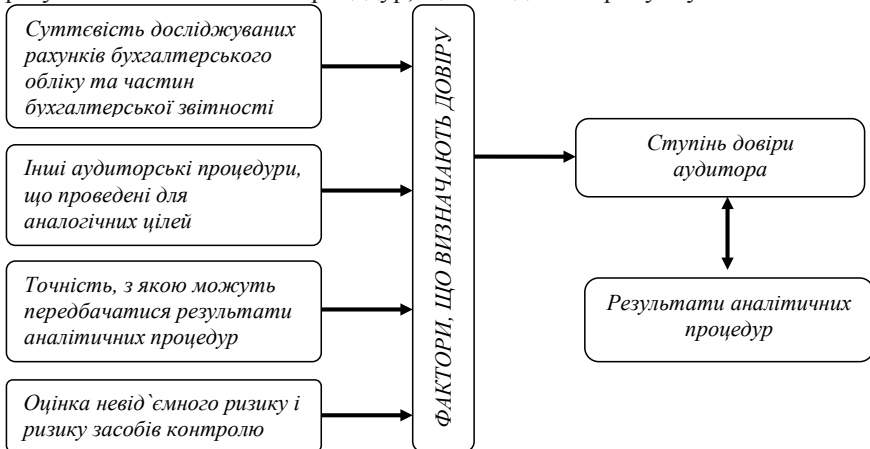 Суттєвість досліджуваних
рахунків бухгалтерського
обліку та частин
бухгалтерської звітності
Інші аудиторські процедури,
що проведені для
аналогічних цілей
Точність, з якою можуть
передбачатися результати
аналітичних процедур
Оцінка невід`ємного ризику і
ризику засобів контролю
ФАКТОРИ, ЩО ВИЗНАЧАЮТЬ ДОВІРУ
Ступінь довіри
аудитора
Результати аналітичних
процедур